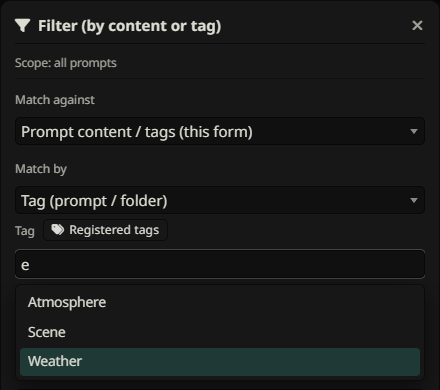 Filter (by content or tag)
Scope: all prompts
Match against
Prompt content / tags (this form)
Match by
Tag (prompt / folder)
Tag Registered tags
e
Atmosphere
Scene
Weather